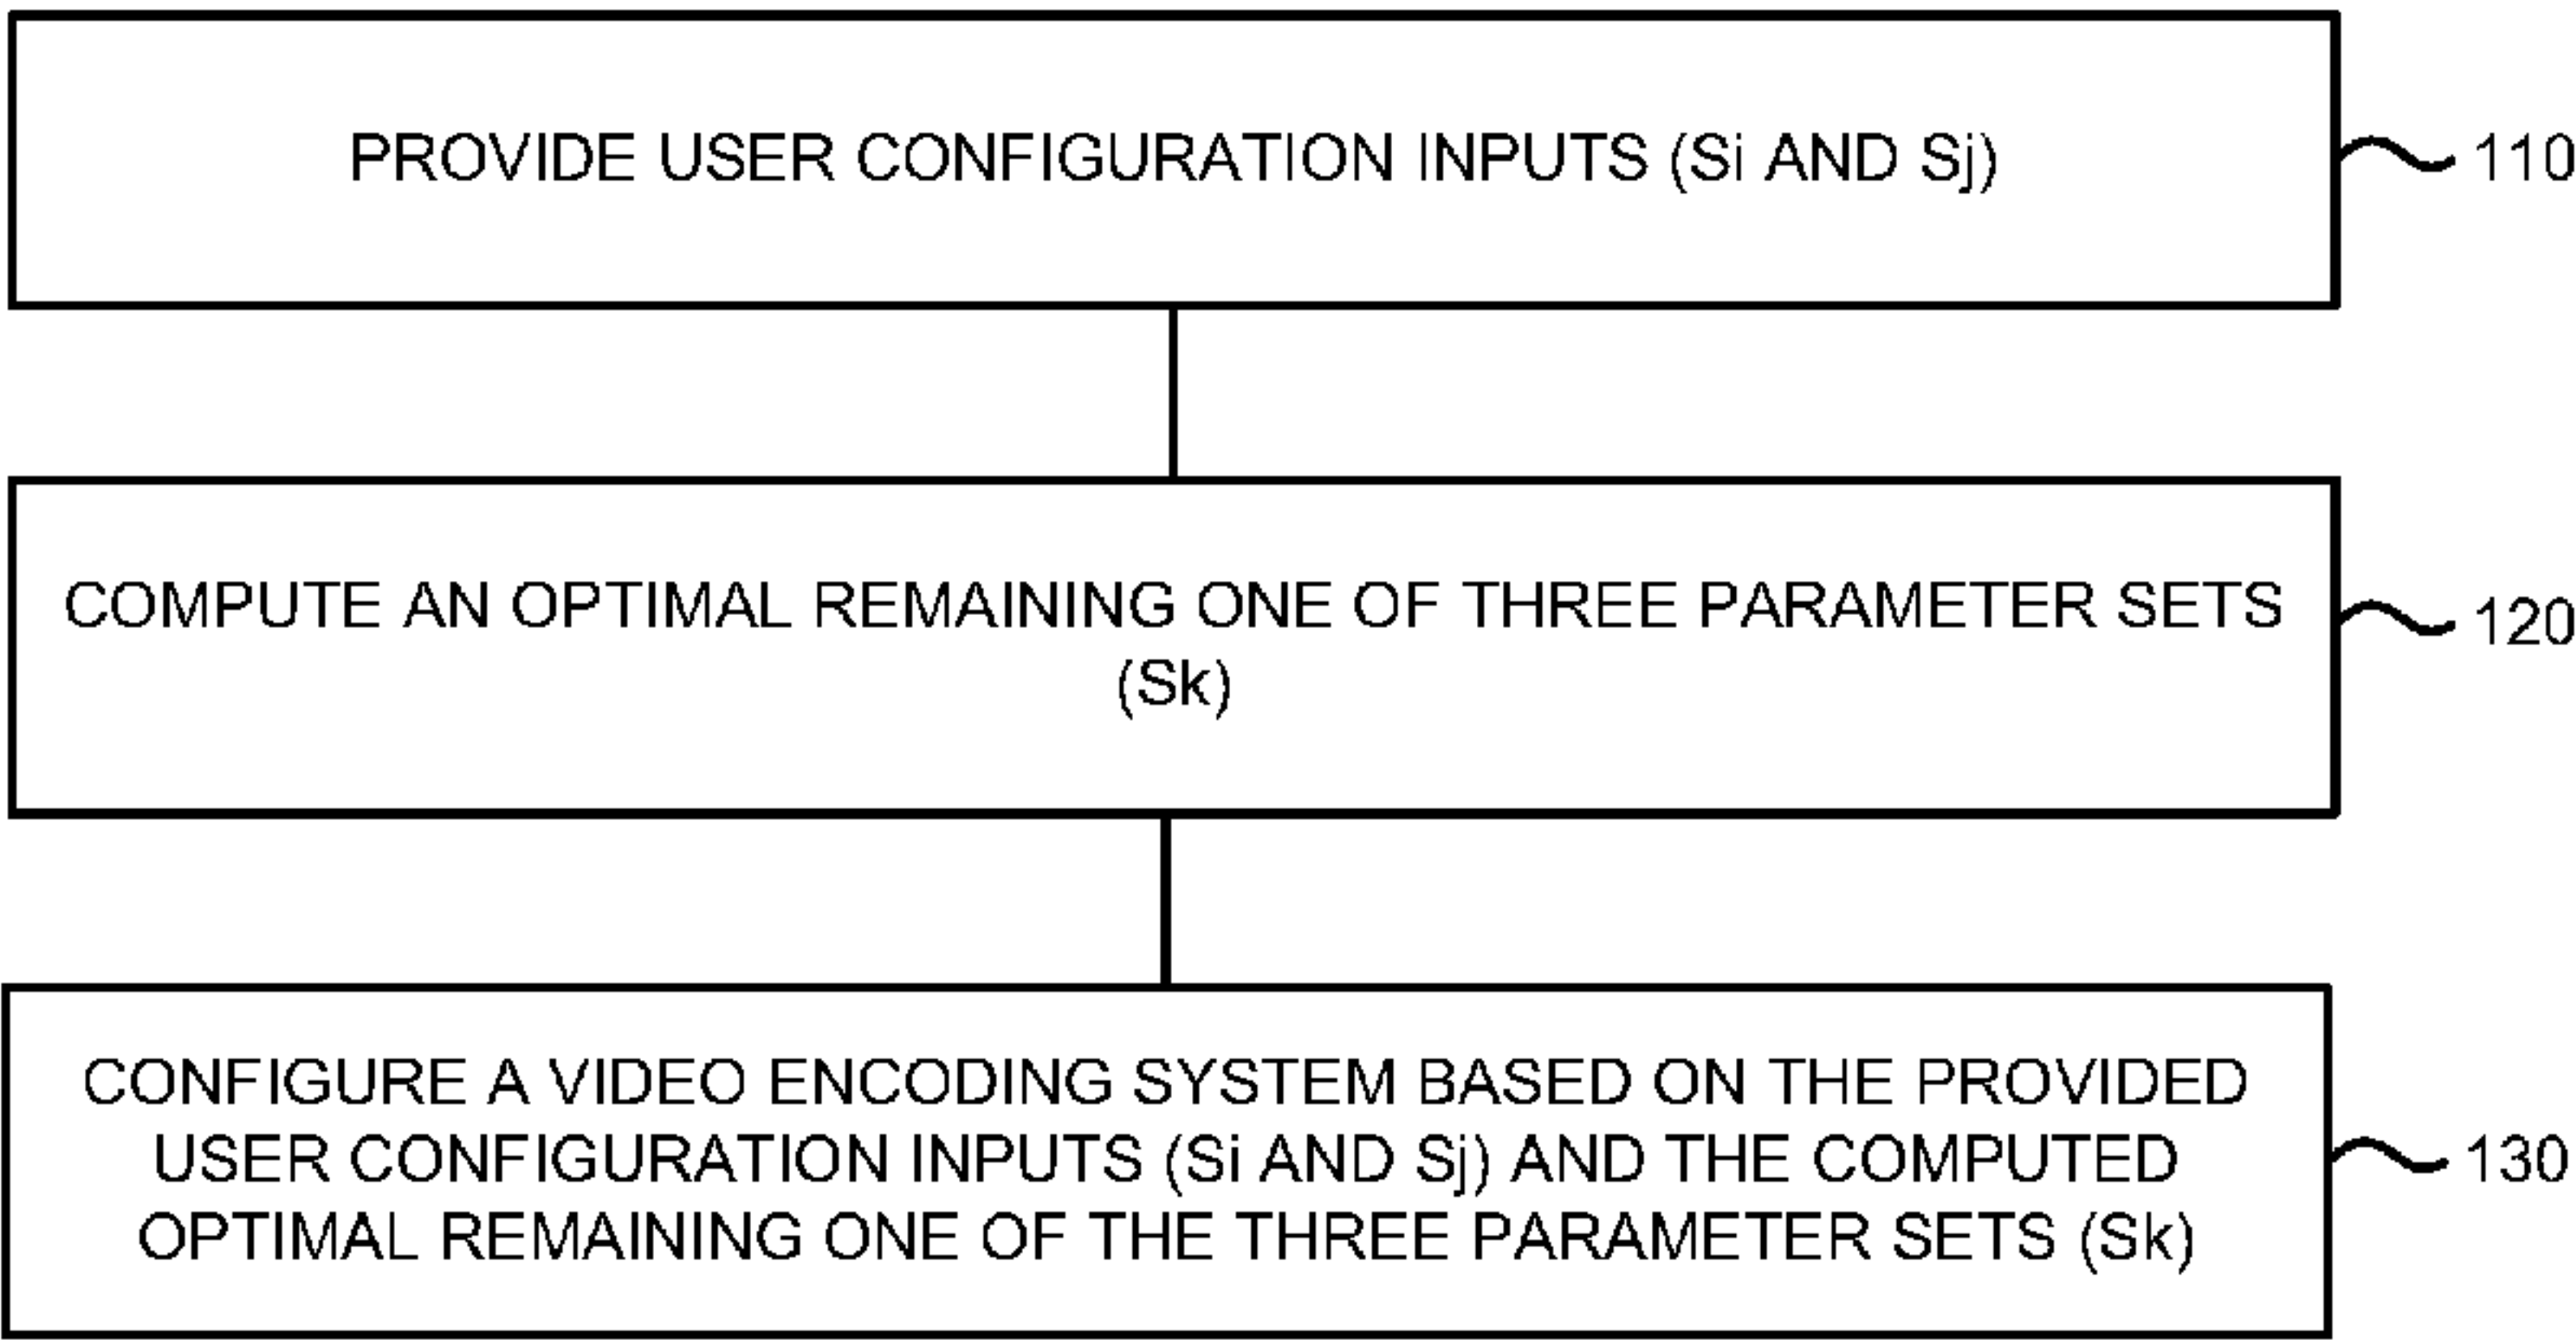 PROVIDE USER CONFIGURATION INPUTS (Si AND Sj)
110
COMPUTE AN OPTIMAL REMAINING ONE OF THREE PARAMETER SETS
(Sk)
120
CONFIGURE A VIDEO ENCODING SYSTEM BASED ON THE PROVIDED
USER CONFIGURATION INPUTS (Si AND Sj) AND THE COMPUTED
OPTIMAL REMAINING ONE OF THE THREE PARAMETER SETS (Sk)
130